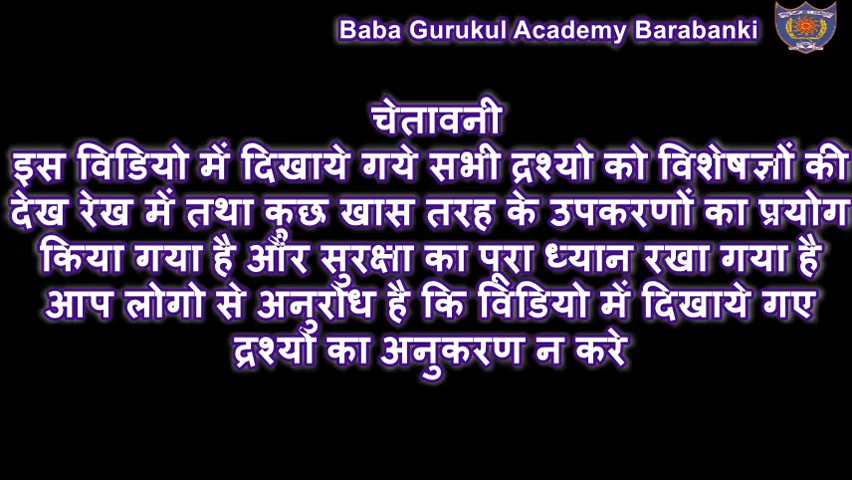 Baba Gurukul Academy Barabanki
चेतावनी
इस विडियो में दिखाये गये सभी द्रश्यो को विशेषज्ञों की
देख रेख में तथा कुछ खास तरह के उपकरणों का प्रयोग
किया गया है और सुरक्षा का पूरा ध्यान रखा गया है
आप लोगो से अनुरोध है कि विडियो में दिखाये गए
द्रश्यों का अनुकरण न करे